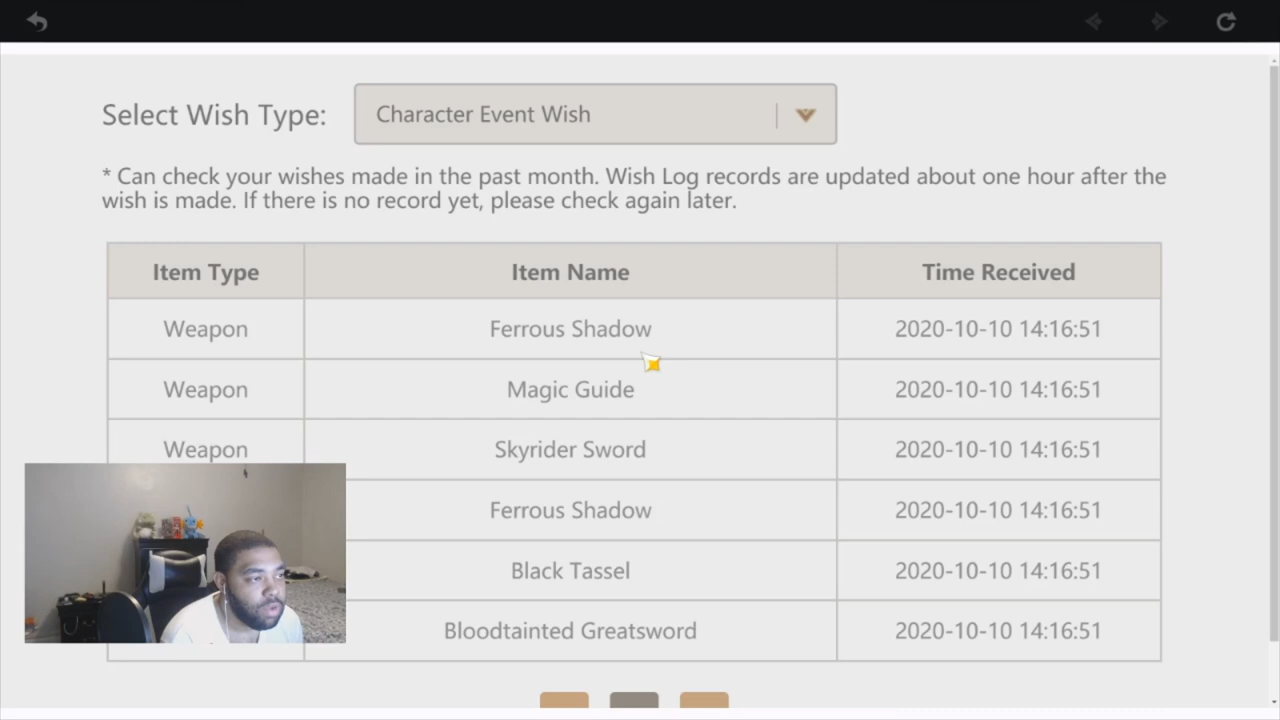 Select Wish Type: Character Event Wish
* Can check your wishes made in the past month. Wish Log records are updated about one hour after the
wish is made. If there is no record yet, please check again later.
Item Type Item Name Time Received
Weapon Ferrous Shadow 2020-10-10 14:16:51
Weapon Magic Guide 2020-10-10 14:16:51
Weapon Skyrider Sword 2020-10-10 14:16:51
Ferrous Shadow 2020-10-10 14:16:51
Black Tassel 2020-10-10 14:16:51
Bloodtainted Greatsword 2020-10-10 14:16:51